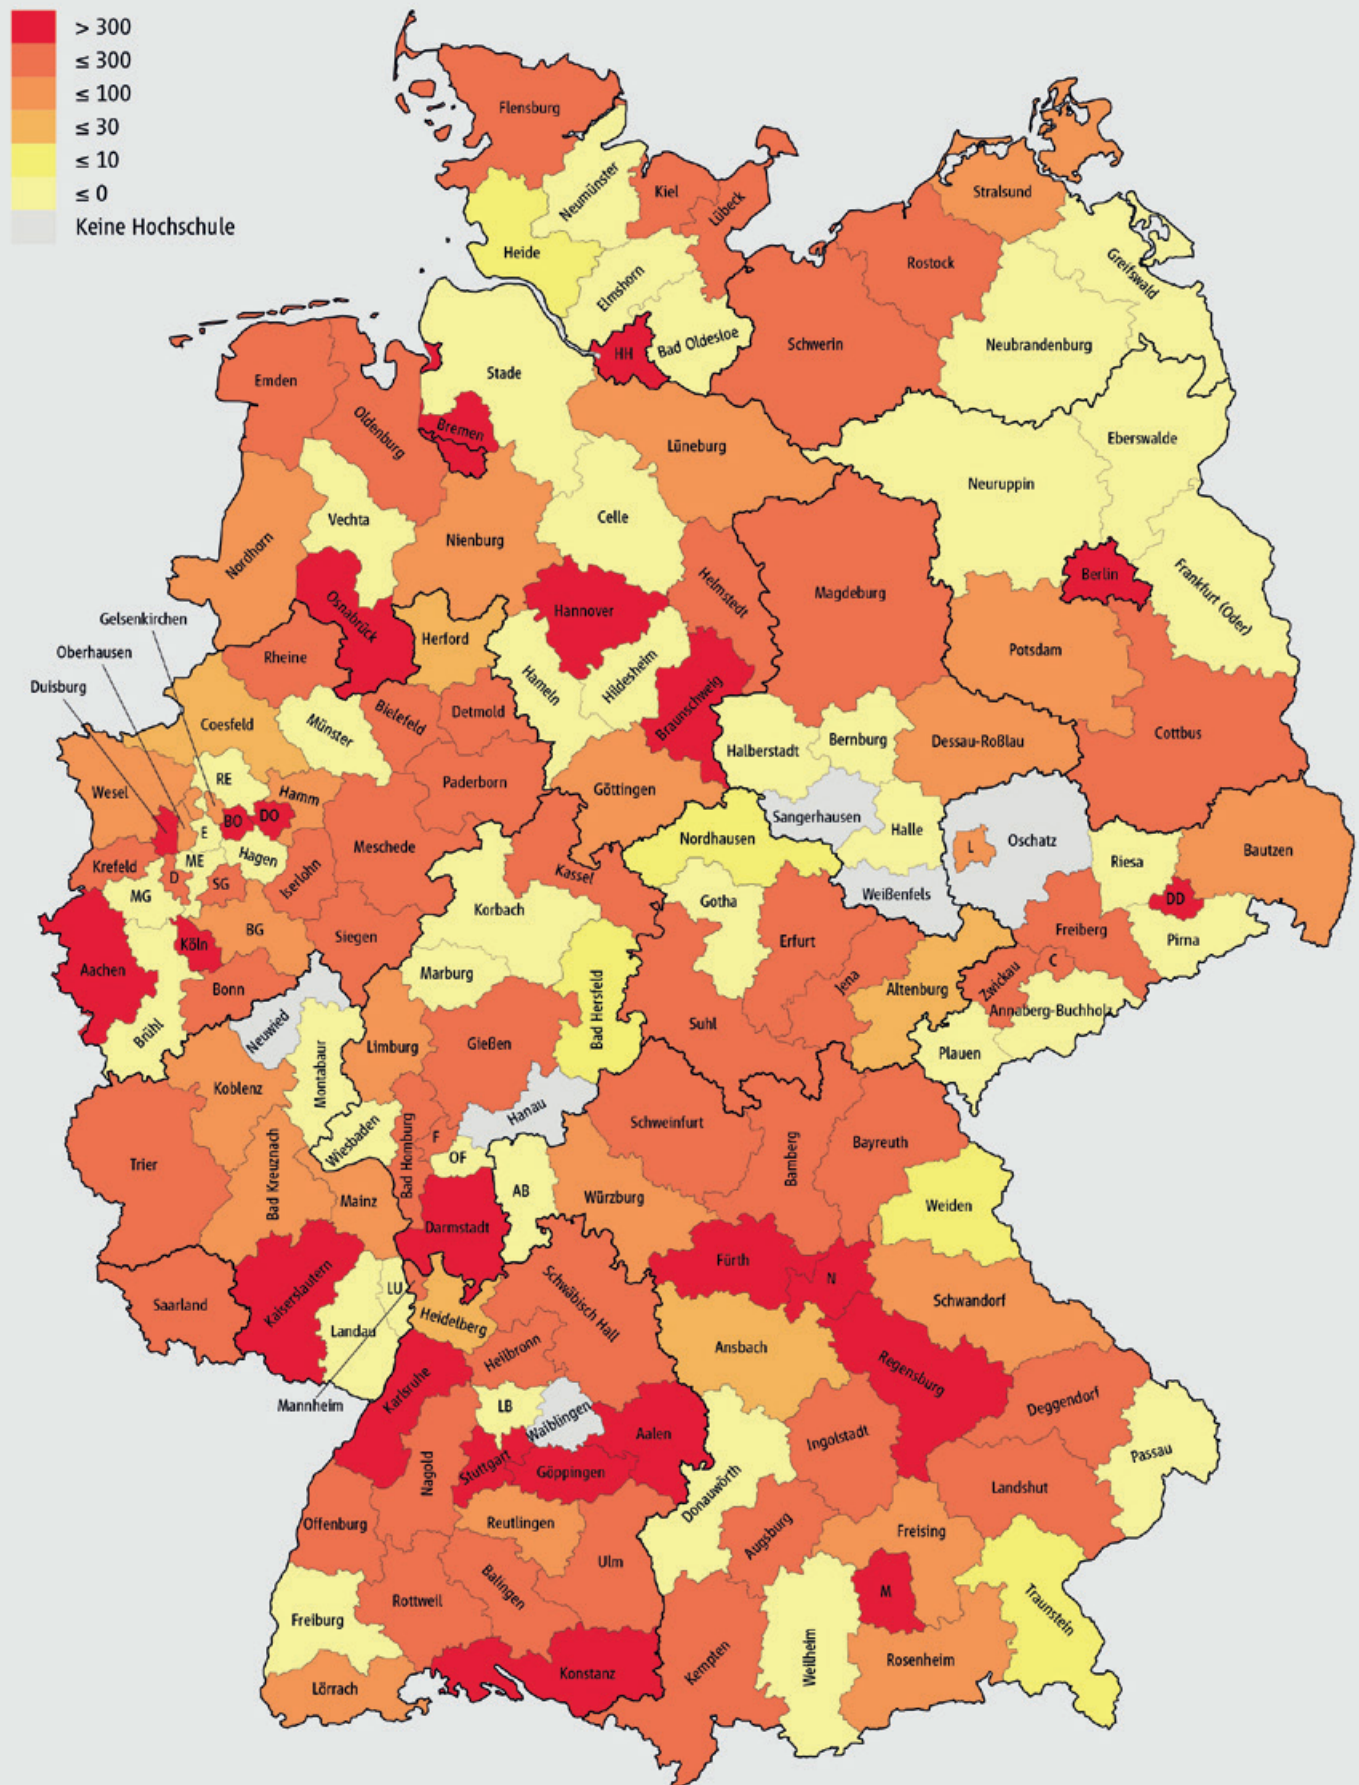 > 300
≤ 300
≤ 100
≤ 30
≤ 10
≤ 0
Keine Hochschule
Flensburg
Neumünster
Kiel
Lübeck
Stralsund
Heide
Rostock
Greifswald
Elmshorn
HH
Bad Oldesloe
Schwerin
Neubrandenburg
Stade
Emden
Oldenburg
Bremen
Lüneburg
Eberswalde
Neuruppin
Vechta
Celle
Nienburg
Nordhorn
Berlin
Frankfurt (Oder)
Helmstedt
Magdeburg
Hannover
Osnabrück
Gelsenkirchen
Herford
Oberhausen
Rheine
Potsdam
Duisburg
Hameln
Hildesheim
Braunschweig
Coesfeld
Münster
Bielefeld
Detmold
Halberstadt
Bernburg
Dessau-Roßlau
Cottbus
RE
Wesel
Hamm
Paderborn
Göttingen
BO
DO
Sangerhausen
E
Nordhausen
Halle
L
Oschatz
Bautzen
Krefeld
ME
Hagen
Meschede
Riesa
D
SG
Iserlohn
Kassel
MG
Gotha
Weißenfels
DD
Korbach
Aachen
Köln
BG
Siegen
Erfurt
Freiberg
Pirna
Marburg
Bonn
Jena
Altenburg
Zwickau
C
Annaberg-Buchholz
Brühl
Neuwied
Limburg
Gießen
Bad Hersfeld
Suhl
Plauen
Koblenz
Montabaur
Hanau
Schweinfurt
Trier
Bad Kreuznach
Wiesbaden
Bad Homburg
F
OF
Bamberg
Bayreuth
Mainz
AB
Würzburg
Weiden
Darmstadt
Saarland
Kaiserslautern
LU
Landau
Heidelberg
Schwäbisch Hall
Fürth
N
Schwandorf
Heilbronn
Ansbach
Regensburg
Mannheim
Karlsruhe
LB
Waiblingen
Aalen
Deggendorf
Ingolstadt
Passau
Nagold
Stuttgart
Göppingen
Donauwörth
Landshut
Offenburg
Reutlingen
Augsburg
Freising
Ulm
Freiburg
Rottweil
Balingen
M
Traunstein
Lörrach
Konstanz
Kempten
Weilheim
Rosenheim